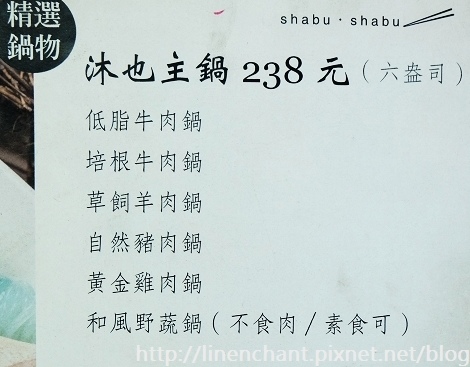 精選
鍋物
shabu · shabu
沐也主鍋 238 元（六盎司）
低脂牛肉鍋
培根牛肉鍋
草飼羊肉鍋
自然豬肉鍋
黃金雞肉鍋
和風野蔬鍋（不食肉/素食可）
http://linenchant.pixnet.net/blog